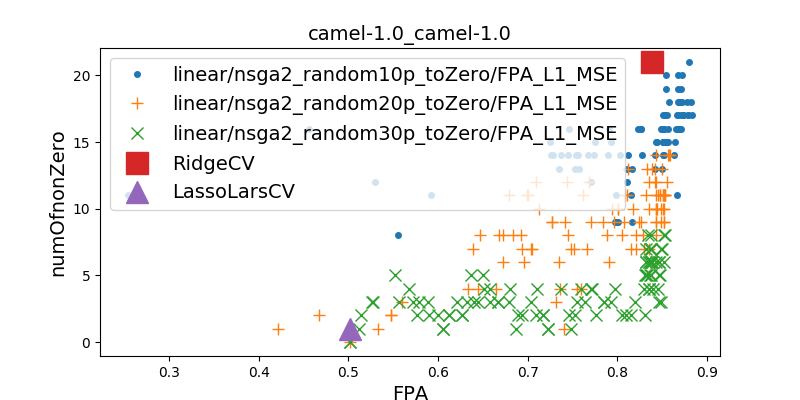 camel-1.0_camel-1.0
linear/nsga2_random10p_toZero/FPA_L1_MSE
linear/nsga2_random20p_toZero/FPA_L1_MSE
linear/nsga2_random30p_toZero/FPA_L1_MSE
RidgeCV
LassoLarsCV
numOfnonZero
20
15
10
5
0
0.3 0.4 0.5 0.6 0.7 0.8 0.9
FPA